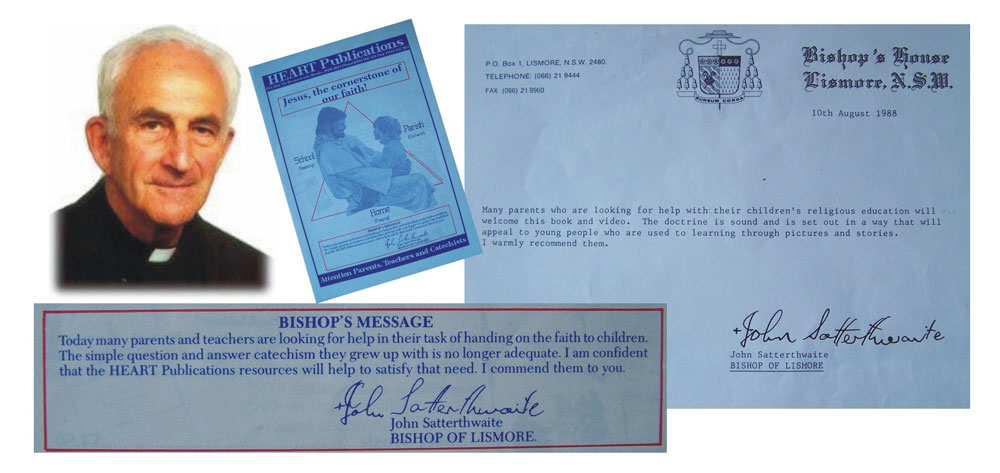 HEART Publications
Jesus, the cornerstone of
our faith!
School
Parish
Home
Attention Parents, Teachers and Catechists
P.O. Box 1, LISMORE, N.S.W. 2480
TELEPHONE: (066) 21 9444
FAX: (066) 21 9960
SURSUM CORDA
Bishop's House
Lismore, N.S.W.
10th August 1988
Many parents who are looking for help with their children's religious education will
welcome this book and video. The doctrine is sound and is set out in a way that will
appeal to young people who are used to learning through pictures and stories.
I warmly recommend them.
+John Satterthwaite
John Satterthwaite
BISHOP OF LISMORE
BISHOP'S MESSAGE
Today many parents and teachers are looking for help in their task of handing on the faith to children.
The simple question and answer catechism they grew up with is no longer adequate. I am confident
that the HEART Publications resources will help to satisfy that need. I commend them to you.
+John Satterthwaite
John Satterthwaite
BISHOP OF LISMORE.